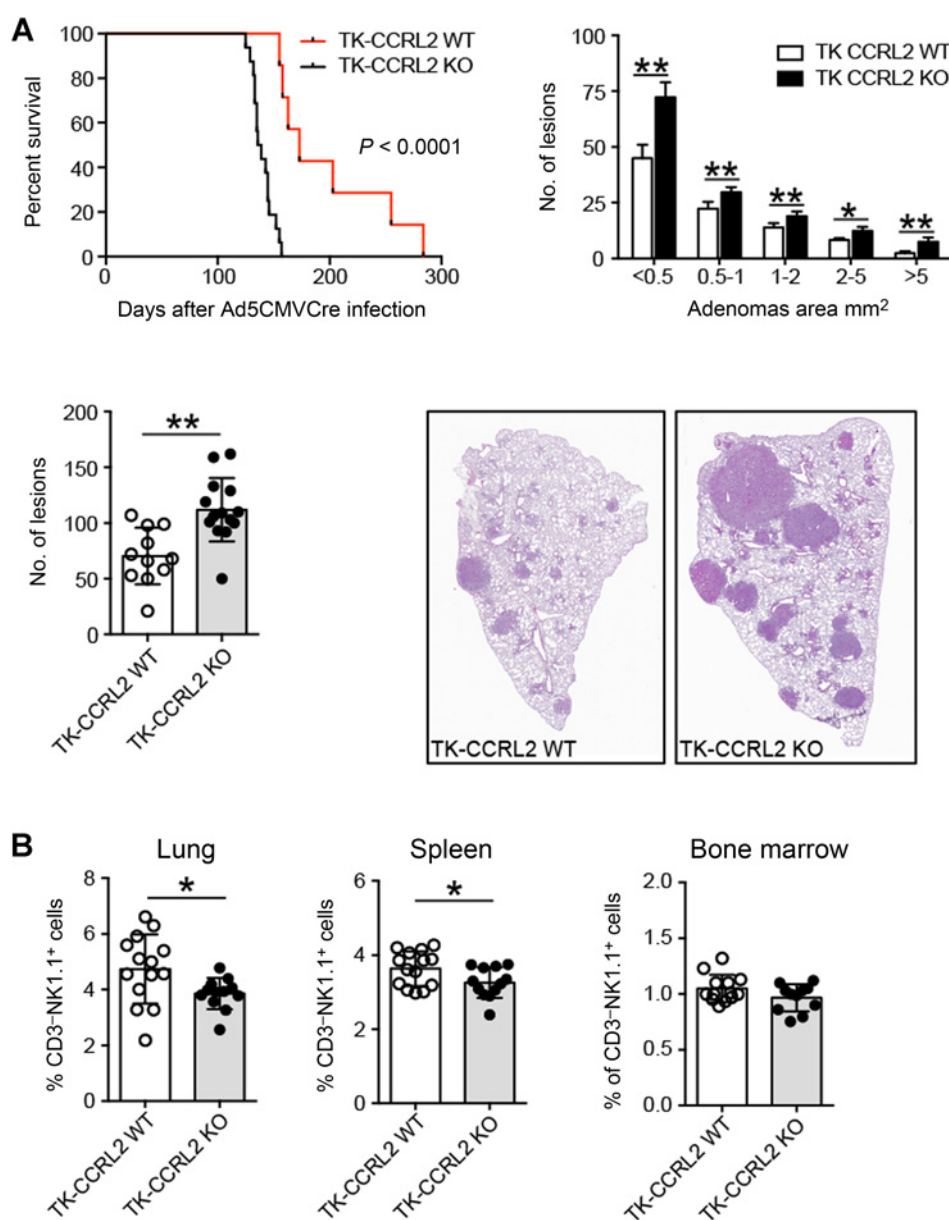 A
100
80
60
40
20
0
Percent survival
TK-CCRL2 WT
TK-CCRL2 KO
P < 0.0001
0 100 200 300
Days after Ad5CMVCre infection
75
50
25
0
No. of lesions
TK CCRL2 WT
TK CCRL2 KO
** ** ** * **
<0.5 0.5-1 1-2 2-5 >5
Adenomas area mm²
200
150
100
50
0
No. of lesions
**
TK-CCRL2 WT
TK-CCRL2 KO
TK-CCRL2 WT
TK-CCRL2 KO
B
Lung
8
6
4
2
0
% CD3–NK1.1+ cells
*
TK-CCRL2 WT
TK-CCRL2 KO
Spleen
6
4
2
0
% CD3–NK1.1+ cells
*
TK-CCRL2 WT
TK-CCRL2 KO
Bone marrow
2.0
1.5
1.0
0.5
0.0
% of CD3–NK1.1+ cells
TK-CCRL2 WT
TK-CCRL2 KO